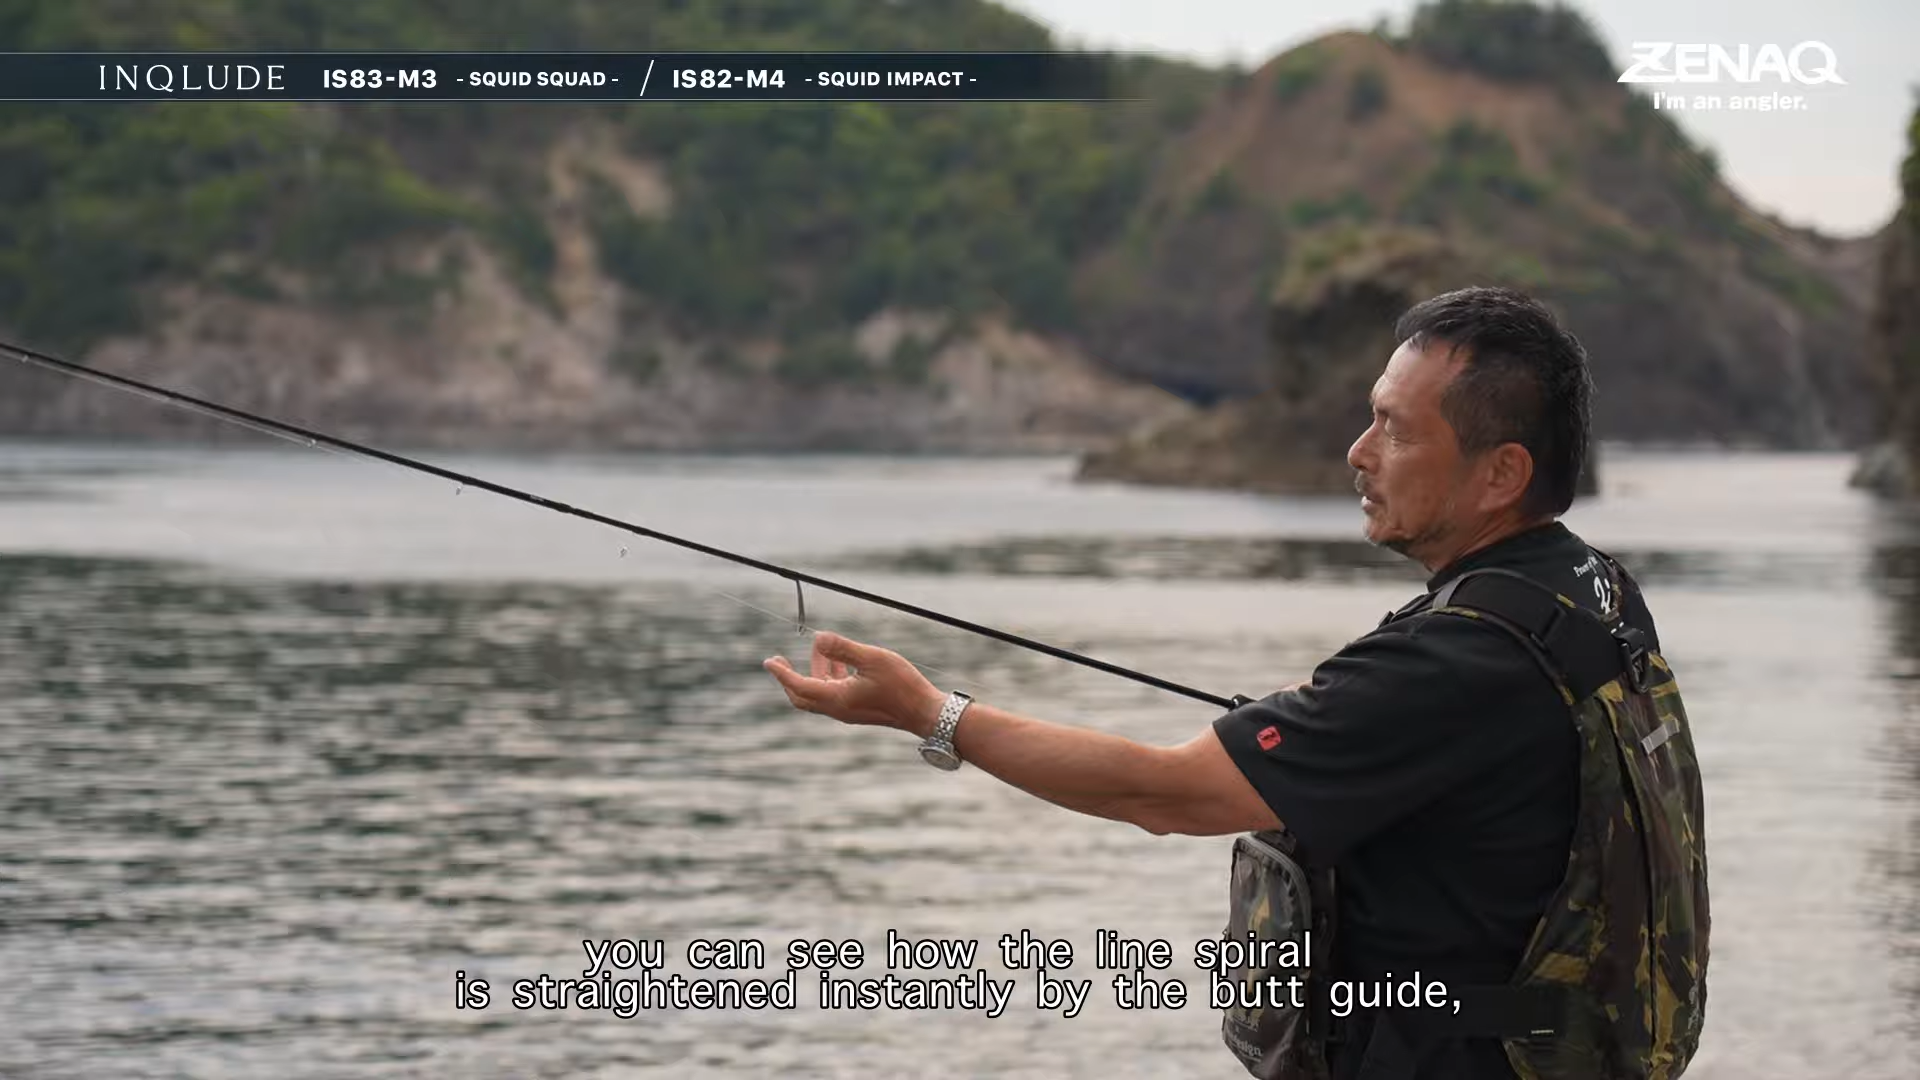 INQLUDE IS83-M3 - SQUID SQUAD - / IS82-M4 - SQUID IMPACT -
ZENAQ
I'm an angler.
you can see how the line spiral
is straightened instantly by the butt guide,